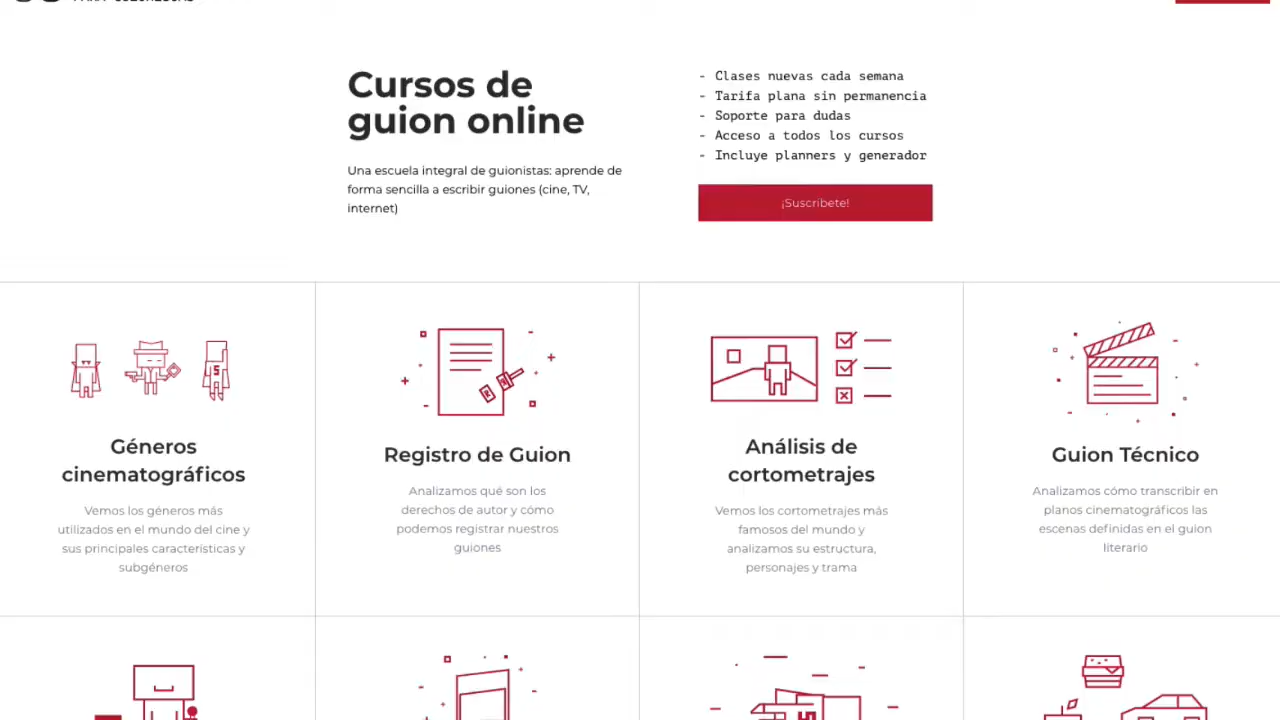 Cursos de
guion online
Una escuela integral de guionistas: aprende de
forma sencilla a escribir guiones (cine, TV,
internet)
- Clases nuevas cada semana
- Tarifa plana sin permanencia
- Soporte para dudas
- Acceso a todos los cursos
- Incluye planners y generador
¡Suscríbete!
Géneros
cinematográficos
Vemos los géneros más
utilizados en el mundo del cine y
sus principales características y
subgéneros
Registro de Guion
Analizamos qué son los
derechos de autor y cómo
podemos registrar nuestros
guiones
Análisis de
cortometrajes
Vemos los cortometrajes más
famosos del mundo y
analizamos su estructura,
personajes y trama
Guion Técnico
Analizamos cómo transcribir en
planos cinematográficos las
escenas definidas en el guion
literario